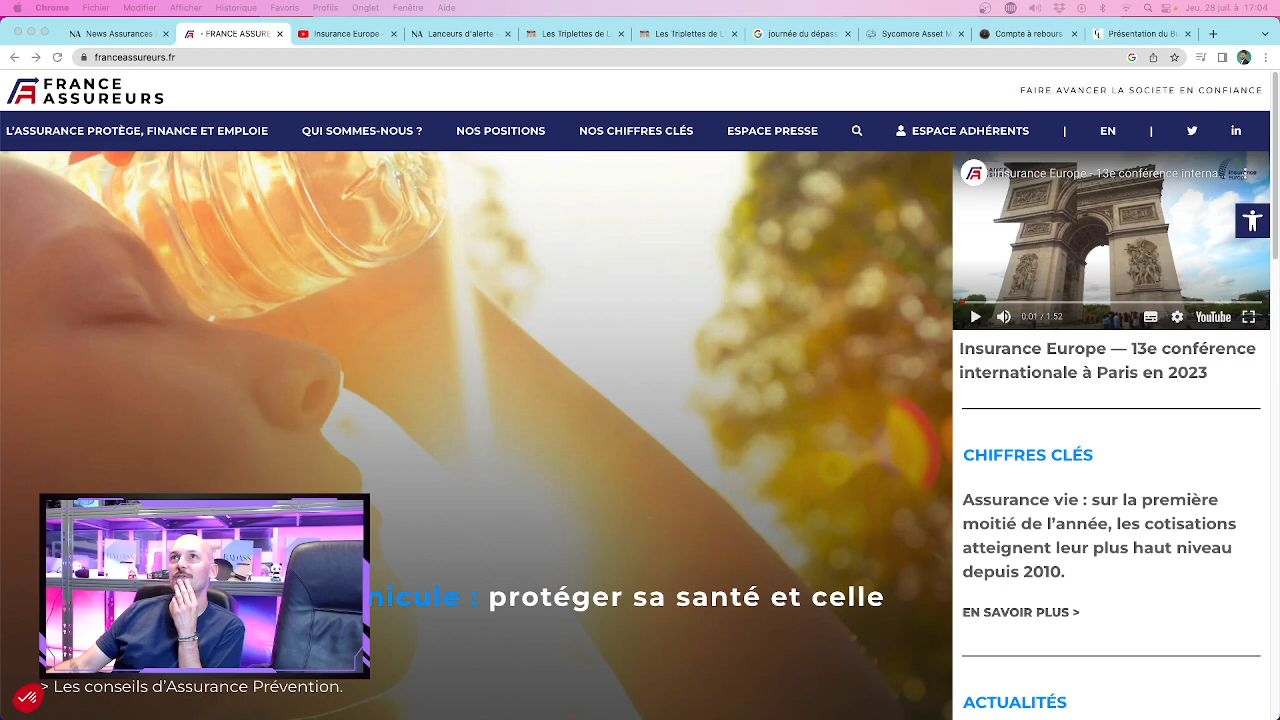 Chrome Fichier Modifier Afficher Historique Favoris Profils Onglet Fenêtre Aide Jeu. 28 juil. à 17:04
News Assurances FRANCE ASSURE Insurance Europe - Lanceurs d'alerte - Les Triplettes de L Les Triplettes de L journée du dépass Sycomore Asset M Compte à rebours Présentation du Bu
franceassureurs.fr
FRANCE
ASSUREURS
FAIRE AVANCER LA SOCIETE EN CONFIANCE
L'ASSURANCE PROTÈGE, FINANCE ET EMPLOIE QUI SOMMES-NOUS ? NOS POSITIONS NOS CHIFFRES CLÉS ESPACE PRESSE ESPACE ADHÉRENTS | EN | in
Insurance Europe - 13e conférence interna
insurance
europe
0:01 / 1:52 YouTube
Insurance Europe — 13e conférence
internationale à Paris en 2023
CHIFFRES CLÉS
Assurance vie : sur la première
moitié de l'année, les cotisations
atteignent leur plus haut niveau
depuis 2010.
EN SAVOIR PLUS >
ACTUALITÉS
nicule : protéger sa santé et celle
> Les conseils d'Assurance Prévention.